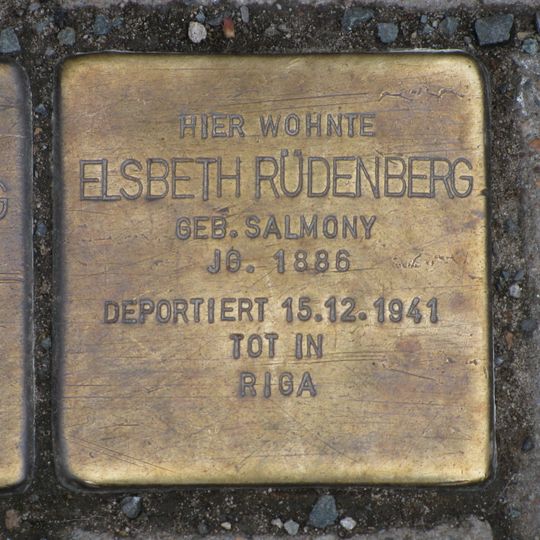 HIER WOHNTE
ELSBETH RÜDENBERG
GEB. SALMONY
JG. 1886
DEPORTIERT 15.12.1941
TOT IN
RIGA